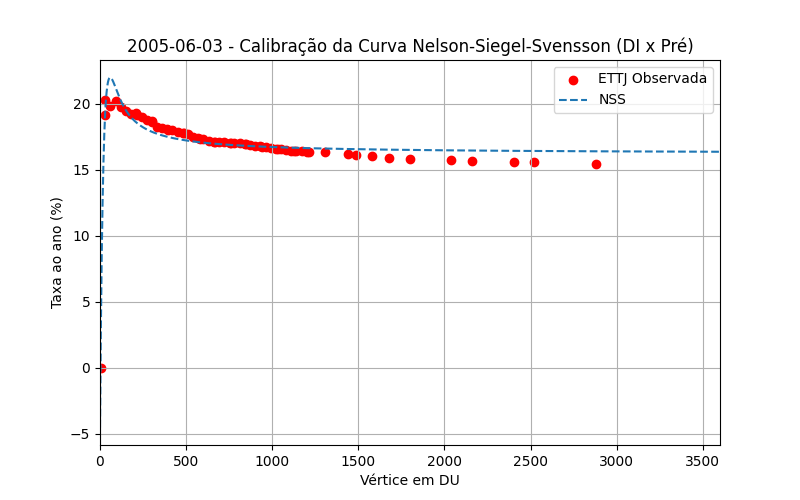 2005-06-03 - Calibração da Curva Nelson-Siegel-Svensson (DI x Pré)
ETTJ Observada
NSS
Taxa ao ano (%)
20
15
10
5
0
−5
0 500 1000 1500 2000 2500 3000 3500
Vértice em DU